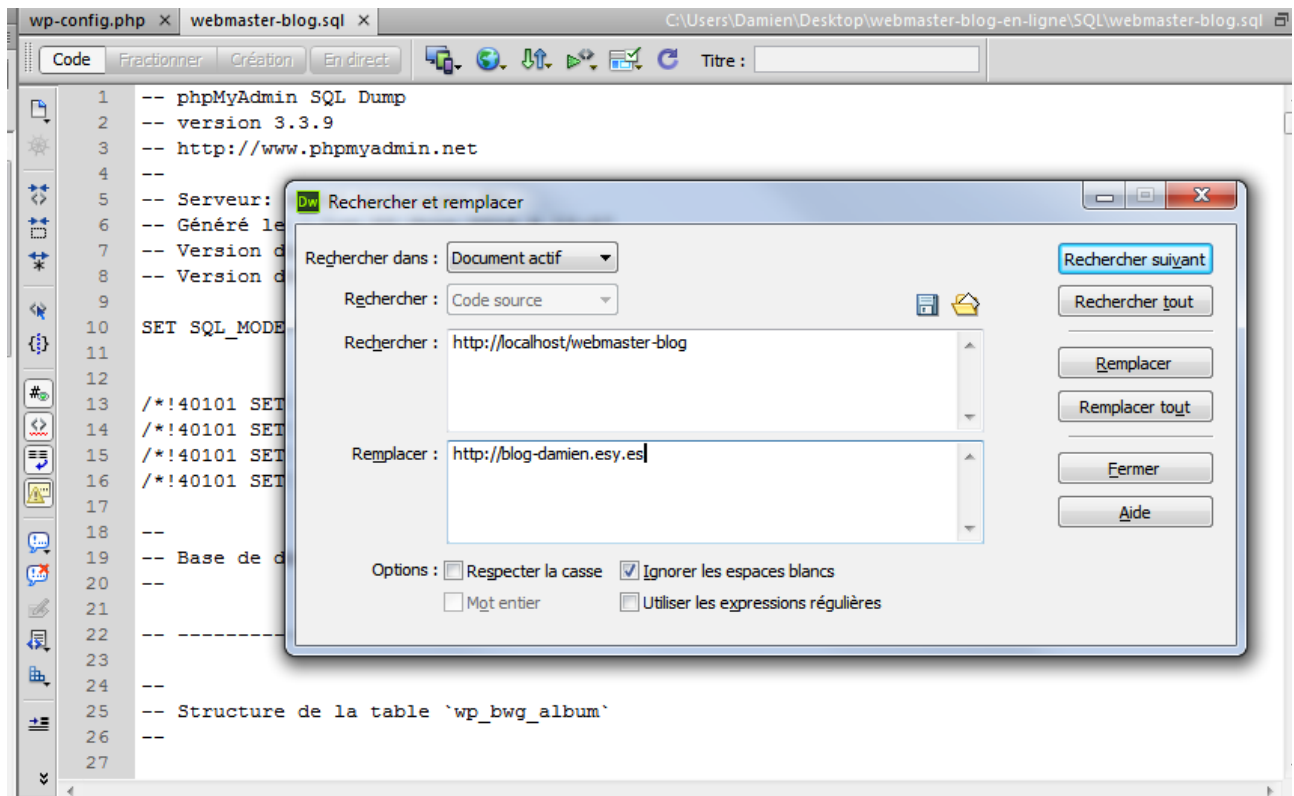 wp-config.php × webmaster-blog.sql × C:\Users\Damien\Desktop\webmaster-blog-en-ligne\SQL\webmaster-blog.sql
Code Fractionner Création En direct Titre :
1 -- phpMyAdmin SQL Dump
2 -- version 3.3.9
3 -- http://www.phpmyadmin.net
4 --
5 -- Serveur:
6 -- Généré le
7 -- Version d
8 -- Version d
9
10 SET SQL_MODE
11
12
13 /*!40101 SET
14 /*!40101 SET
15 /*!40101 SET
16 /*!40101 SET
17
18 --
19 -- Base de d
20 --
21
22 -- ---------
23
24 --
25 -- Structure de la table `wp_bwg_album`
26 --
27
Dw Rechercher et remplacer
Rechercher dans : Document actif
Rechercher : Code source
Rechercher : http://localhost/webmaster-blog
Remplacer : http://blog-damien.esy.es
Options : Respecter la casse Ignorer les espaces blancs
Mot entier Utiliser les expressions régulières
Rechercher suivant
Rechercher tout
Remplacer
Remplacer tout
Fermer
Aide